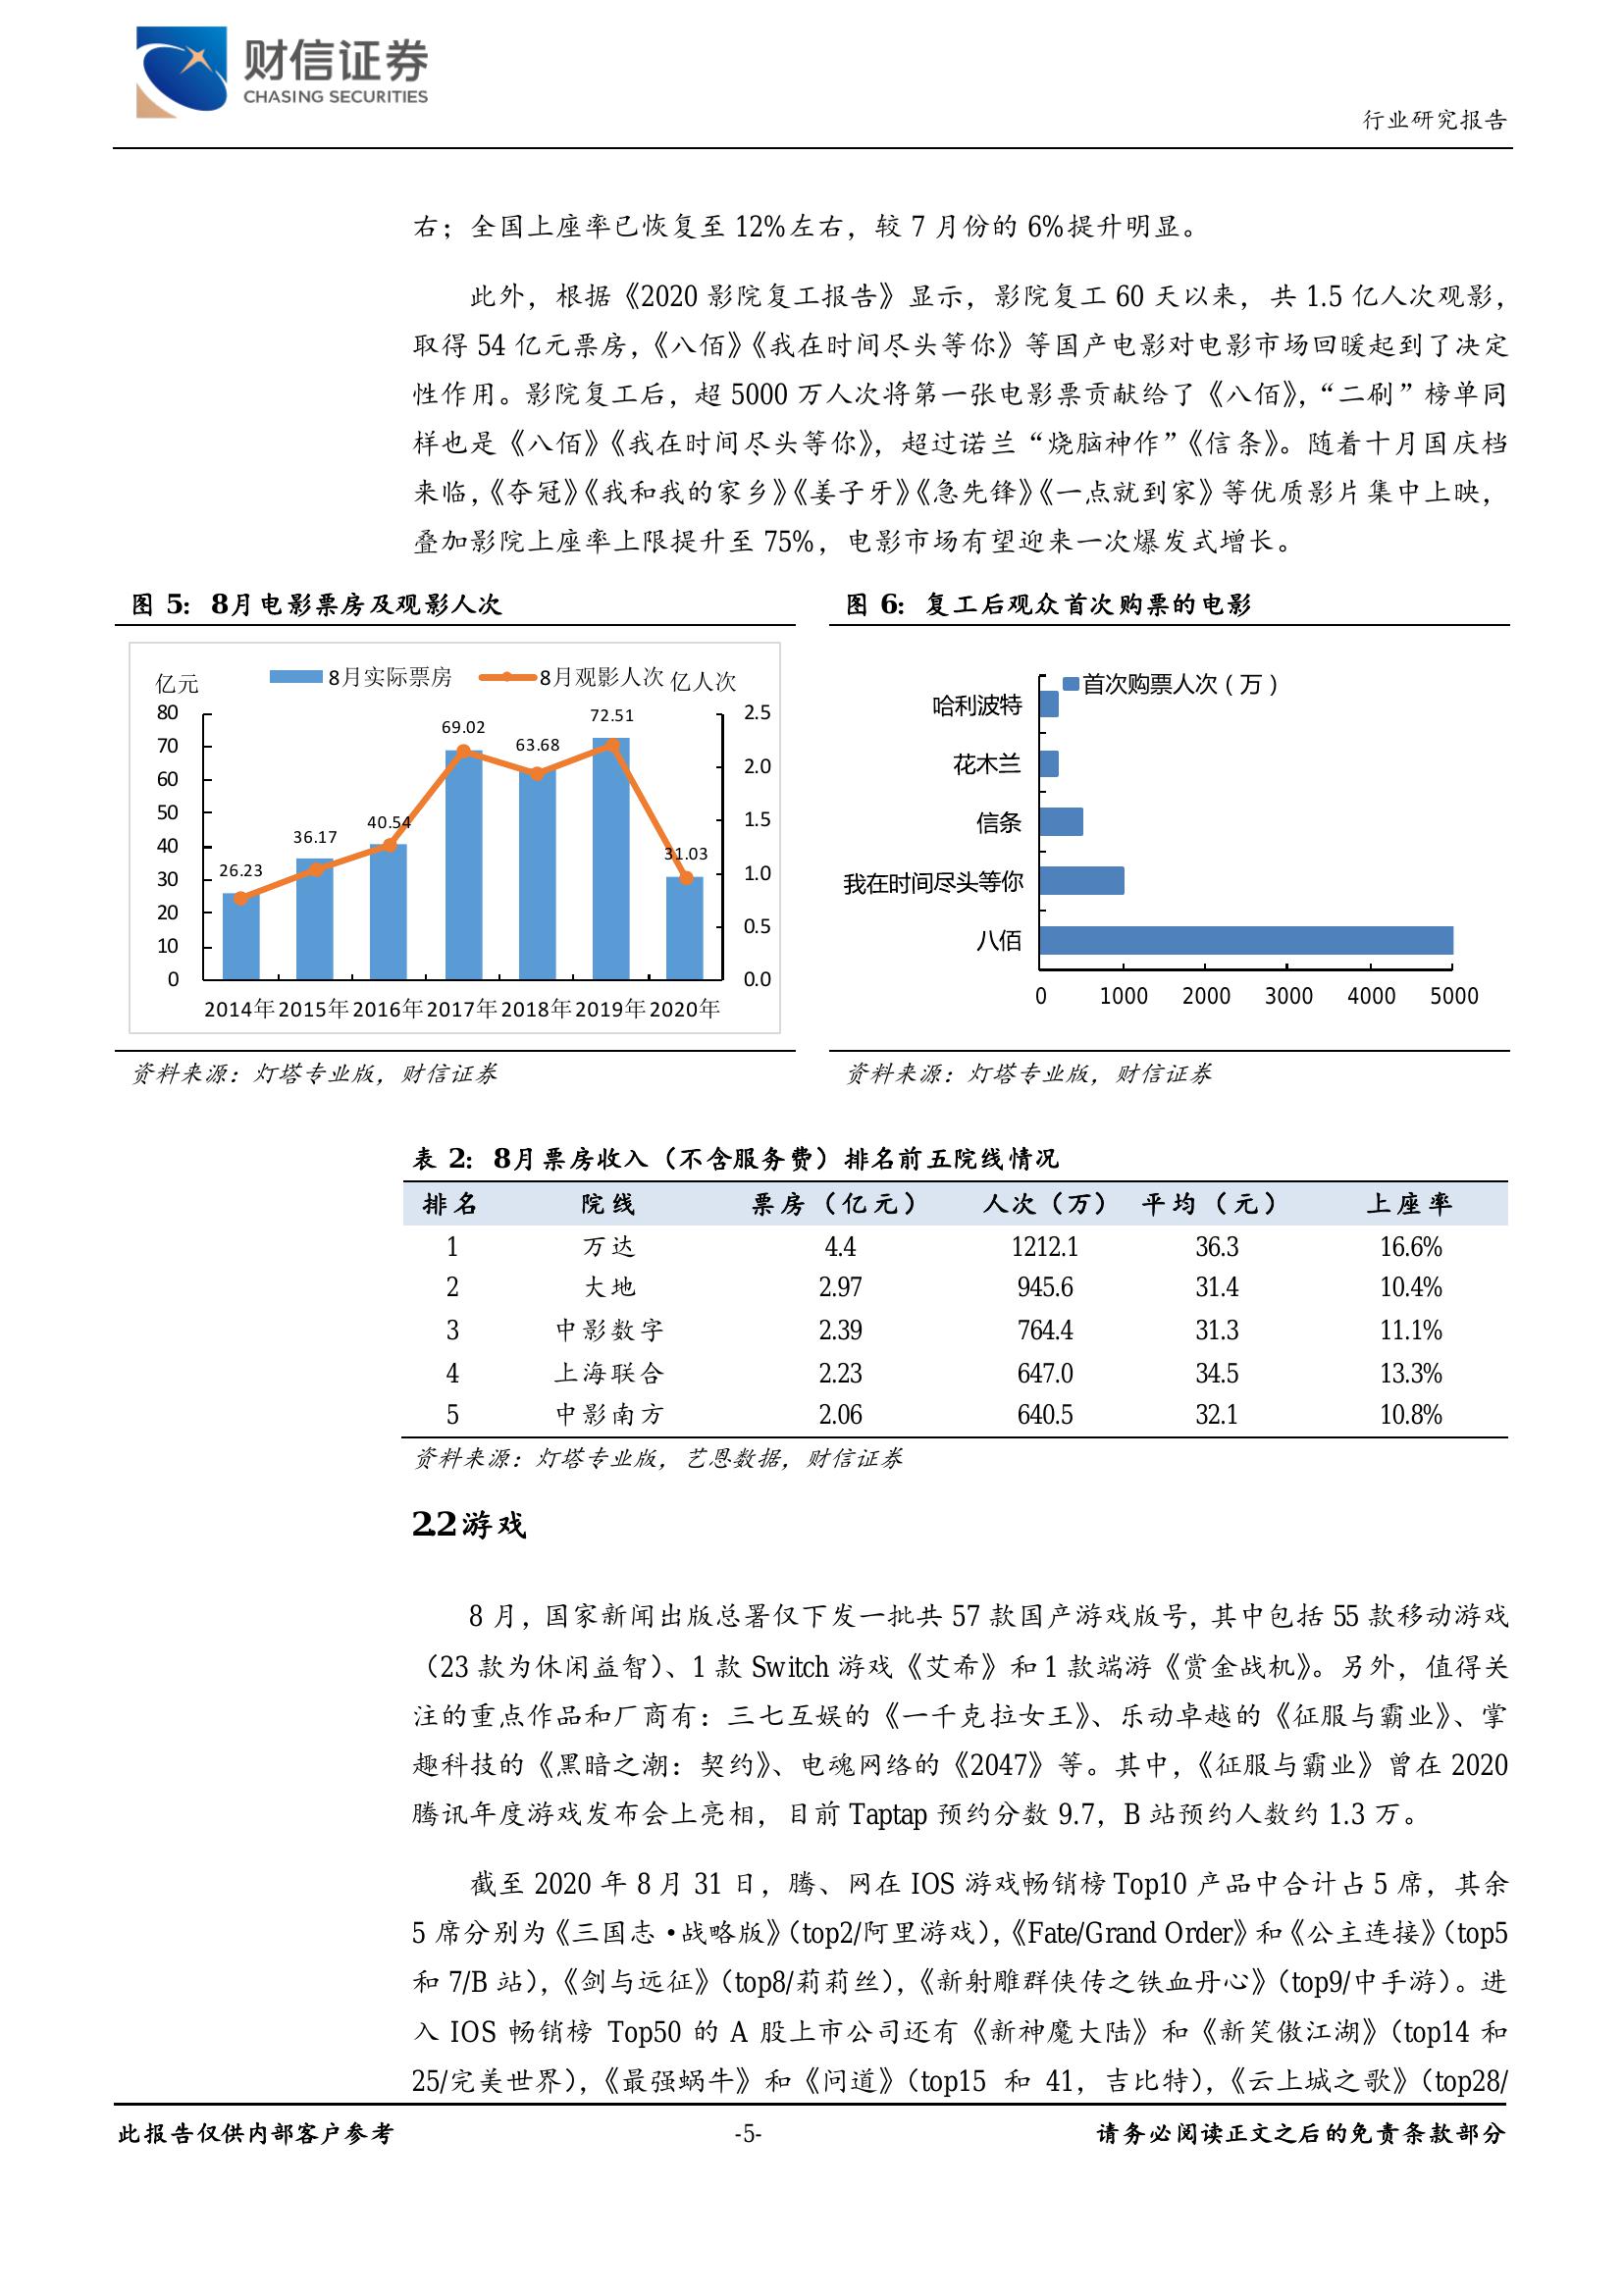 财信证券
CHASING SECURITIES
行业研究报告
右；全国上座率已恢复至 12%左右，较 7 月份的 6%提升明显。
此外，根据《2020 影院复工报告》显示，影院复工 60 天以来，共 1.5 亿人次观影，
取得 54 亿元票房，《八佰》《我在时间尽头等你》等国产电影对电影市场回暖起到了决定
性作用。影院复工后，超 5000 万人次将第一张电影票贡献给了《八佰》，“二刷”榜单同
样也是《八佰》《我在时间尽头等你》，超过诺兰“烧脑神作”《信条》。随着十月国庆档
来临，《夺冠》《我和我的家乡》《姜子牙》《急先锋》《一点就到家》等优质影片集中上映，
叠加影院上座率上限提升至 75%，电影市场有望迎来一次爆发式增长。
图 5：8月电影票房及观影人次
亿元 8月实际票房 8月观影人次 亿人次
80 70 60 50 40 30 20 10 0
26.23 36.17 40.54 69.02 63.68 72.51 31.03
2.5 2.0 1.5 1.0 0.5 0.0
2014年 2015年 2016年 2017年 2018年 2019年 2020年
资料来源：灯塔专业版，财信证券
图 6：复工后观众首次购票的电影
首次购票人次（万）
哈利波特
花木兰
信条
我在时间尽头等你
八佰
0 1000 2000 3000 4000 5000
资料来源：灯塔专业版，财信证券
表 2：8月票房收入（不含服务费）排名前五院线情况
排名 院线 票房（亿元） 人次（万） 平均（元） 上座率
1 万达 4.4 1212.1 36.3 16.6%
2 大地 2.97 945.6 31.4 10.4%
3 中影数字 2.39 764.4 31.3 11.1%
4 上海联合 2.23 647.0 34.5 13.3%
5 中影南方 2.06 640.5 32.1 10.8%
资料来源：灯塔专业版，艺恩数据，财信证券
2.2 游戏
8 月，国家新闻出版总署仅下发一批共 57 款国产游戏版号，其中包括 55 款移动游戏
（23 款为休闲益智）、1 款 Switch 游戏《艾希》和 1 款端游《赏金战机》。另外，值得关
注的重点作品和厂商有：三七互娱的《一千克拉女王》、乐动卓越的《征服与霸业》、掌
趣科技的《黑暗之潮：契约》、电魂网络的《2047》等。其中，《征服与霸业》曾在 2020
腾讯年度游戏发布会上亮相，目前 Taptap 预约分数 9.7，B 站预约人数约 1.3 万。
截至 2020 年 8 月 31 日，腾、网在 IOS 游戏畅销榜 Top10 产品中合计占 5 席，其余
5 席分别为《三国志•战略版》（top2/阿里游戏），《Fate/Grand Order》和《公主连接》（top5
和 7/B 站），《剑与远征》（top8/莉莉丝），《新射雕群侠传之铁血丹心》（top9/中手游）。进
入 IOS 畅销榜 Top50 的 A 股上市公司还有《新神魔大陆》和《新笑傲江湖》（top14 和
25/完美世界），《最强蜗牛》和《问道》（top15 和 41，吉比特），《云上城之歌》（top28/
此报告仅供内部客户参考 -5- 请务必阅读正文之后的免责条款部分